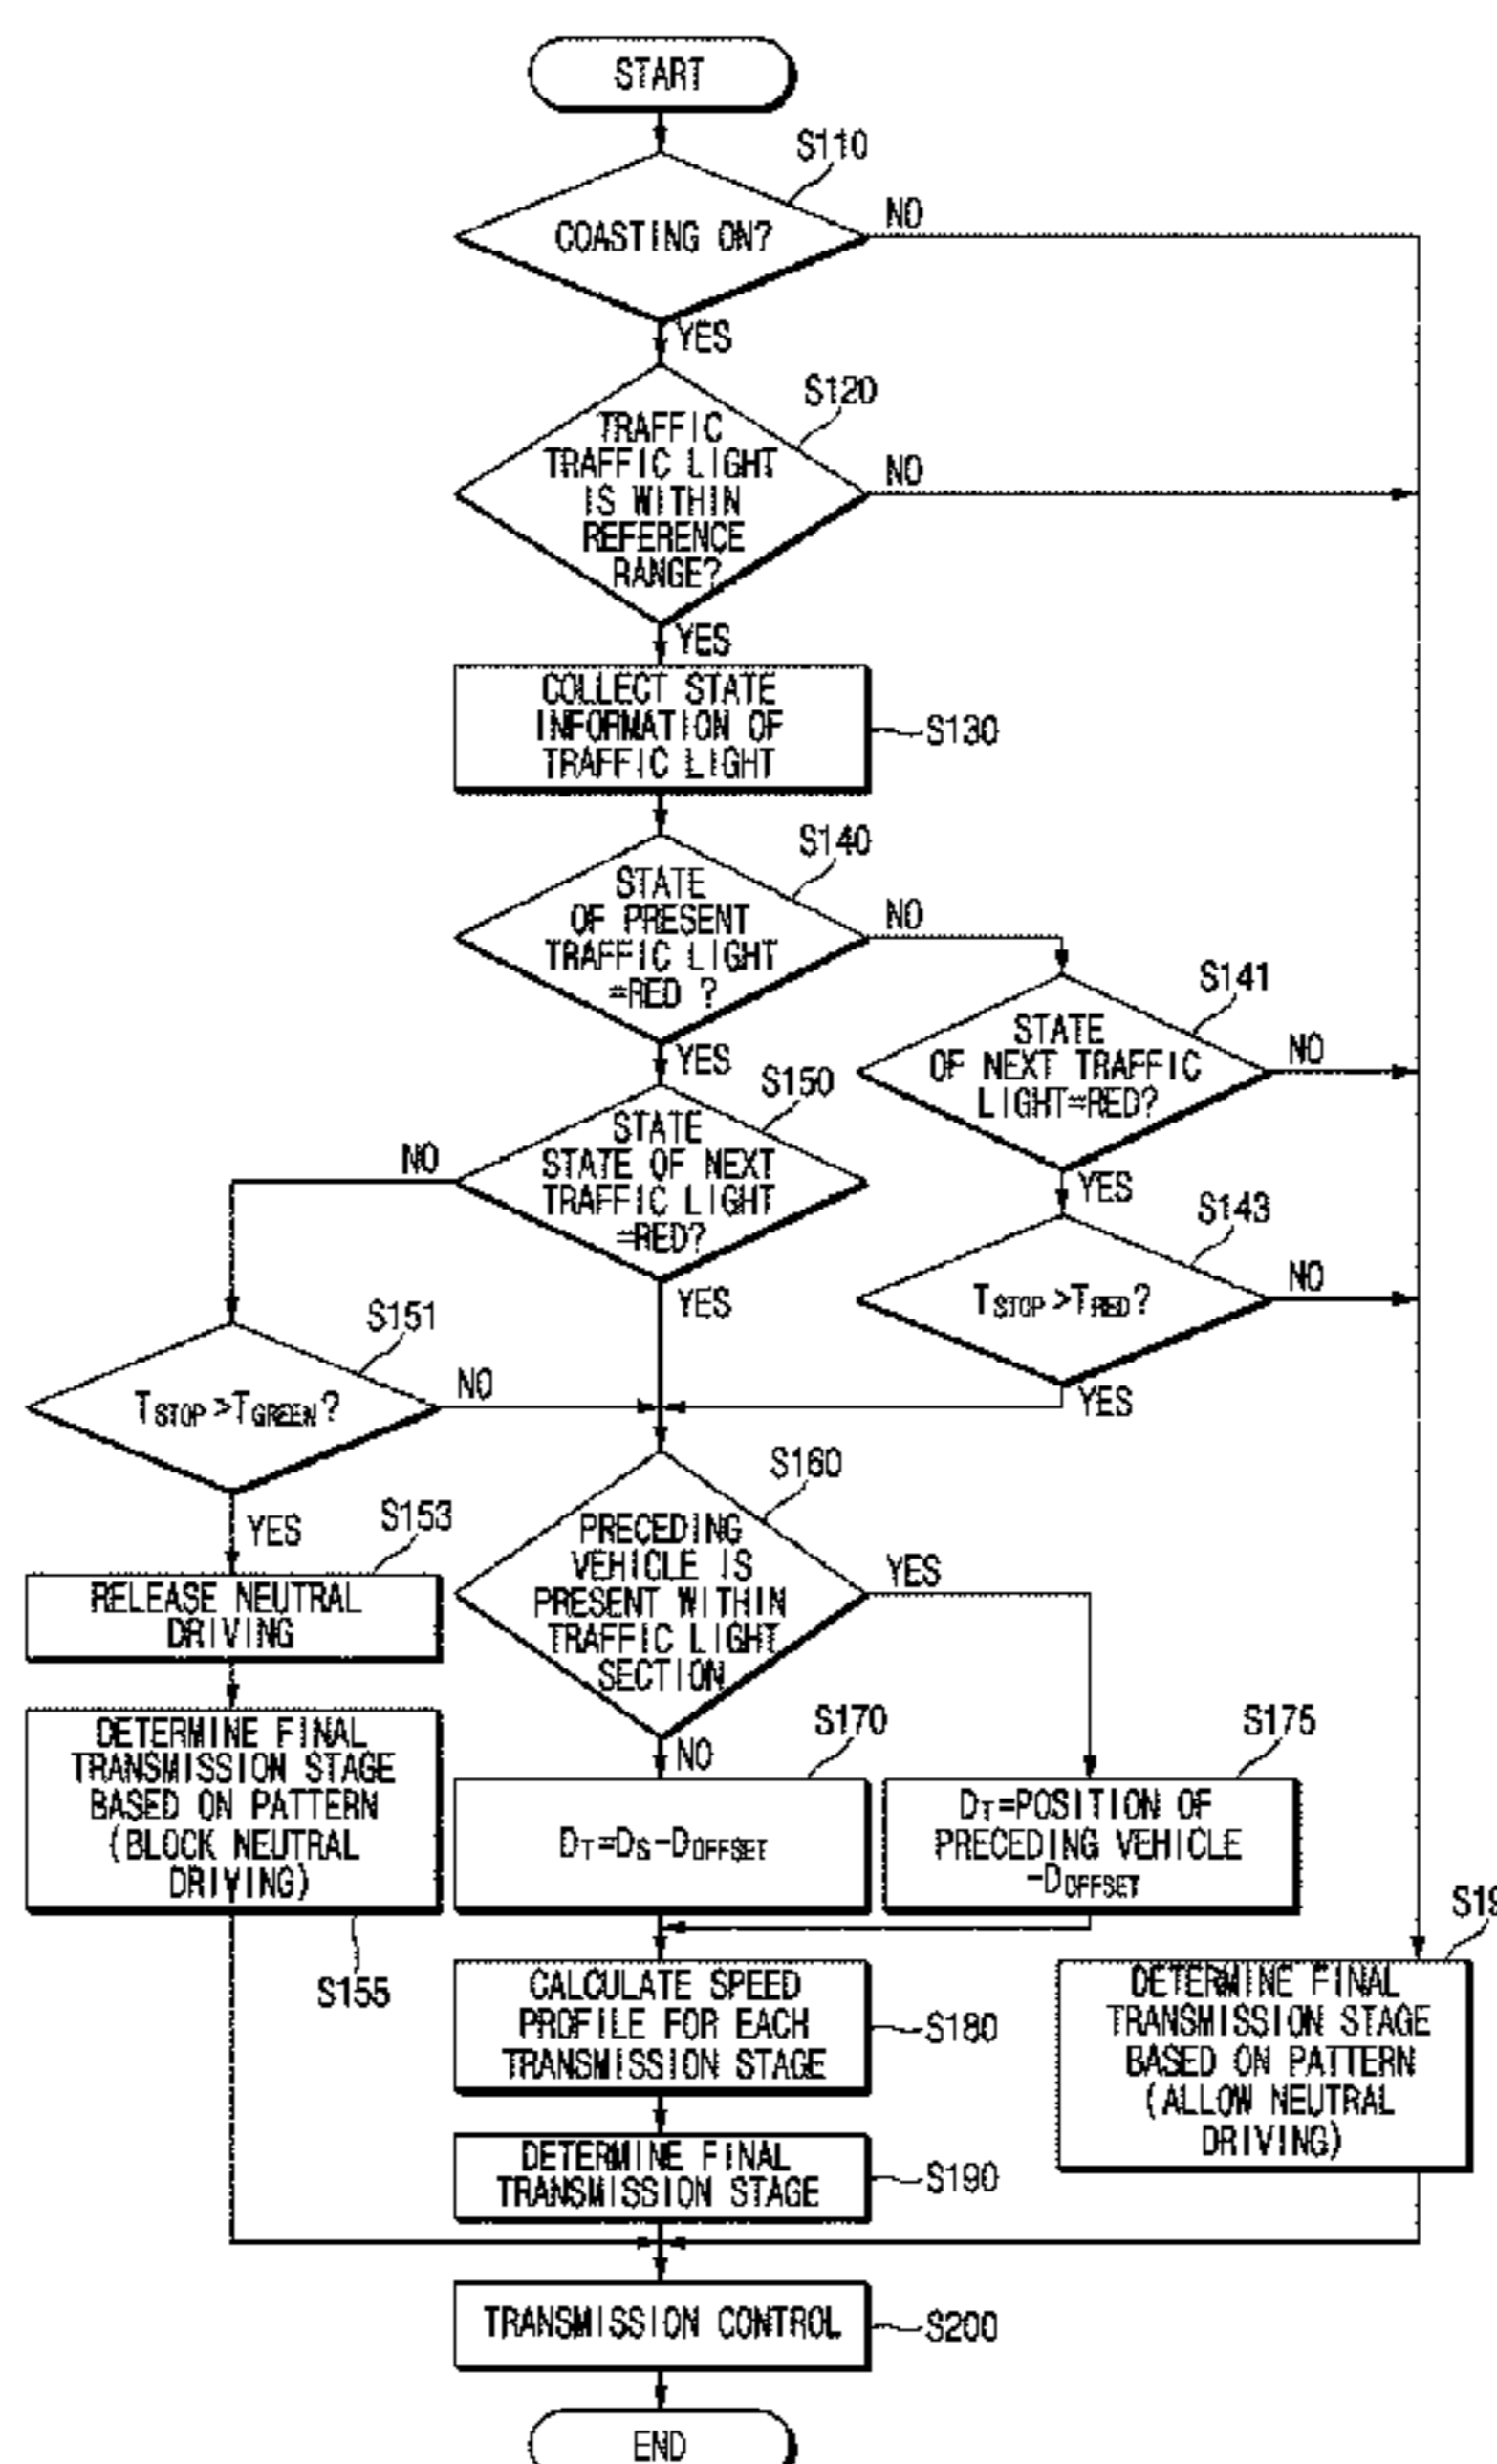 START
S110
COASTING ON?
NO
YES
S120
TRAFFIC
TRAFFIC LIGHT
IS WITHIN
REFERENCE
RANGE?
NO
YES
COLLECT STATE
INFORMATION OF
TRAFFIC LIGHT
S130
S140
STATE
OF PRESENT
TRAFFIC LIGHT
=RED ?
NO
YES
S141
STATE
OF NEXT TRAFFIC
LIGHT=RED?
NO
YES
S150
STATE
STATE OF NEXT
TRAFFIC LIGHT
=RED?
NO
YES
S143
TSTOP>TRED?
NO
YES
S151
TSTOP>TGREEN?
NO
YES
S153
RELEASE NEUTRAL
DRIVING
S160
PRECEDING
VEHICLE IS
PRESENT WITHIN
TRAFFIC LIGHT
SECTION
YES
NO
DETERMINE FINAL
TRANSMISSION STAGE
BASED ON PATTERN
(BLOCK NEUTRAL
DRIVING)
S155
S170
DT=DS-DOFFSET
S175
DT=POSITION OF
PRECEDING VEHICLE
-DOFFSET
CALCULATE SPEED
PROFILE FOR EACH
TRANSMISSION STAGE
S180
DETERMINE FINAL
TRANSMISSION STAGE
BASED ON PATTERN
(ALLOW NEUTRAL
DRIVING)
DETERMINE FINAL
TRANSMISSION STAGE
S190
TRANSMISSION CONTROL
S200
END